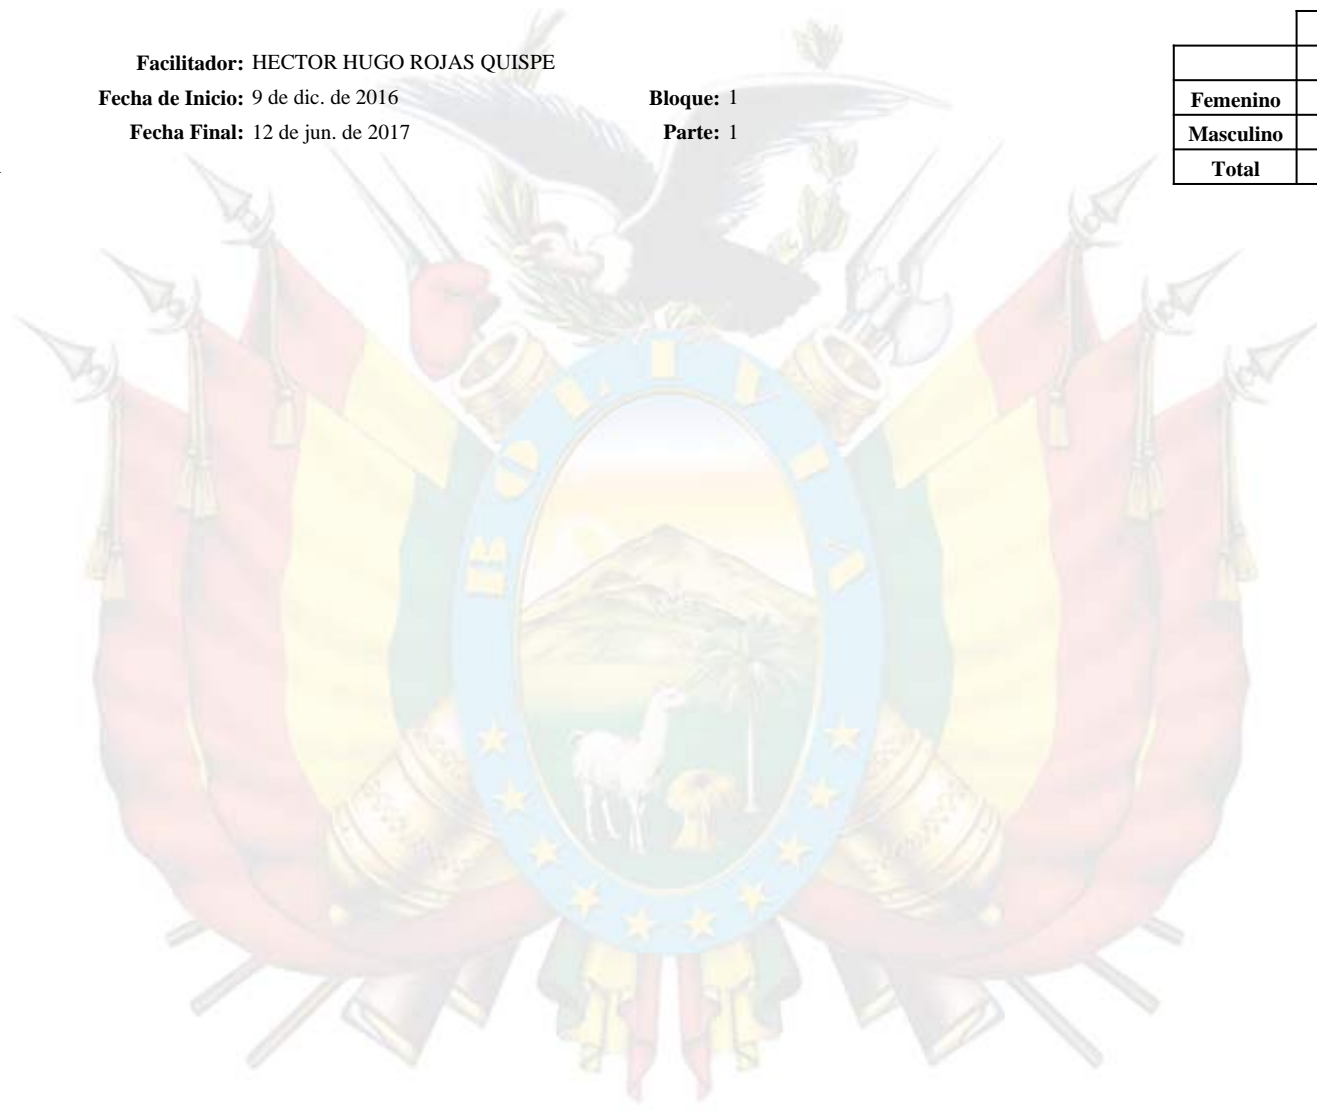 Facilitador: HECTOR HUGO ROJAS QUISPE
Fecha de Inicio: 9 de dic. de 2016 Bloque: 1
Fecha Final: 12 de jun. de 2017 Parte: 1
Femenino
Masculino
Total
BOLIVIA